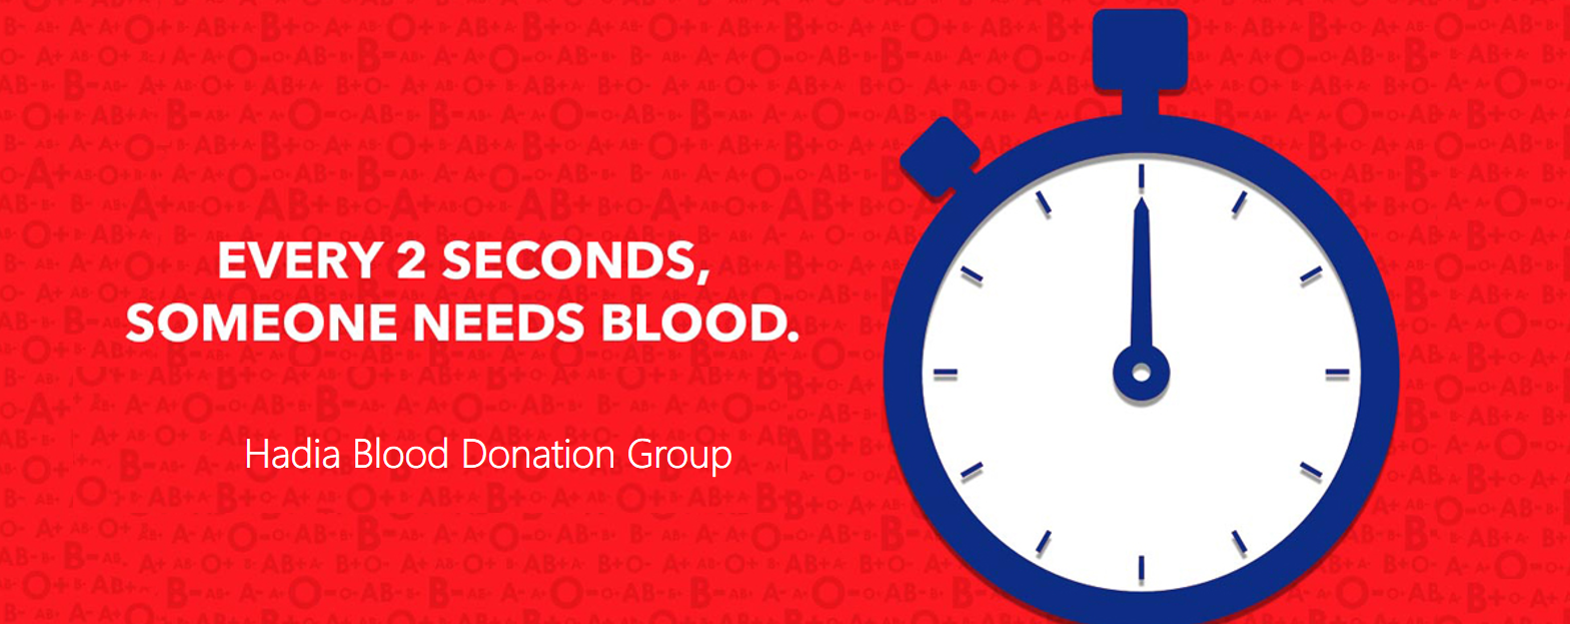 EVERY 2 SECONDS,
SOMEONE NEEDS BLOOD.
Hadia Blood Donation Group